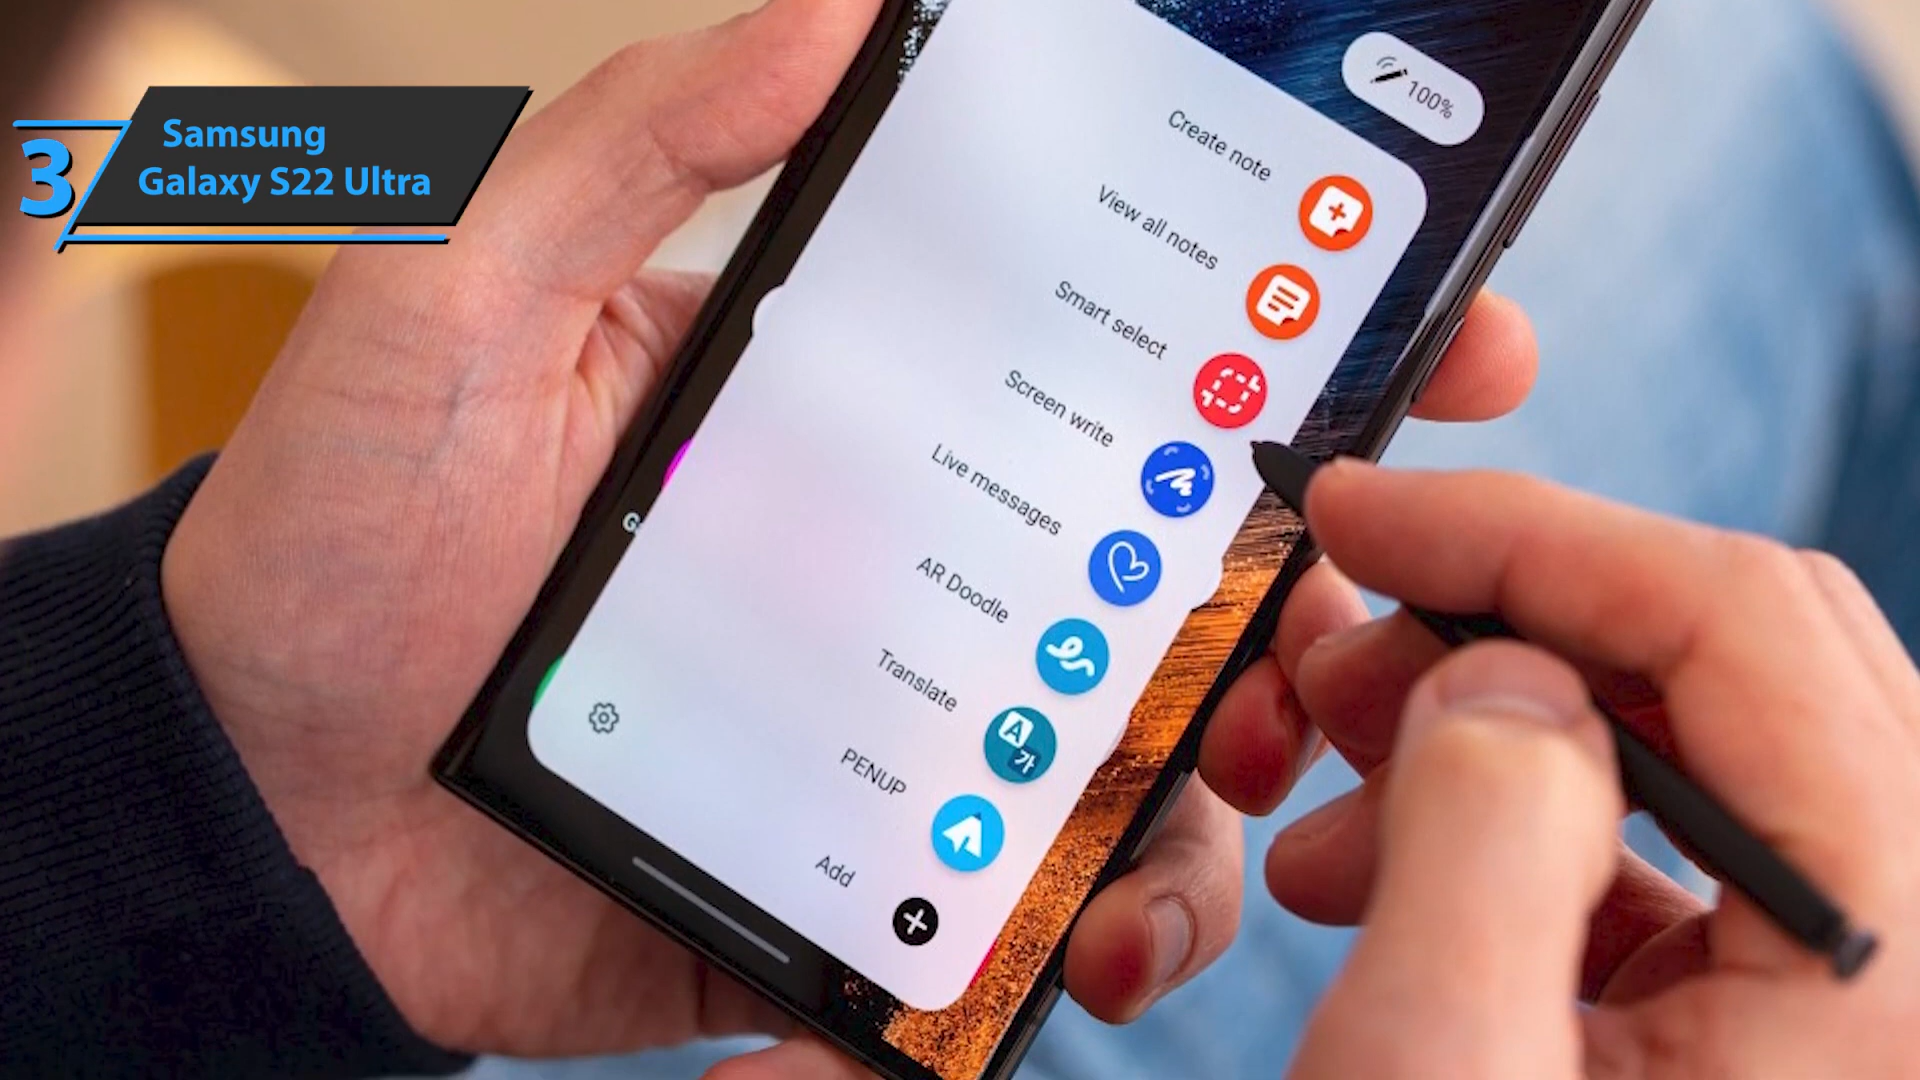 3
Samsung
Galaxy S22 Ultra
100%
Create note
View all notes
Smart select
Screen write
Live messages
AR Doodle
G
Translate
A
가
PENUP
Add